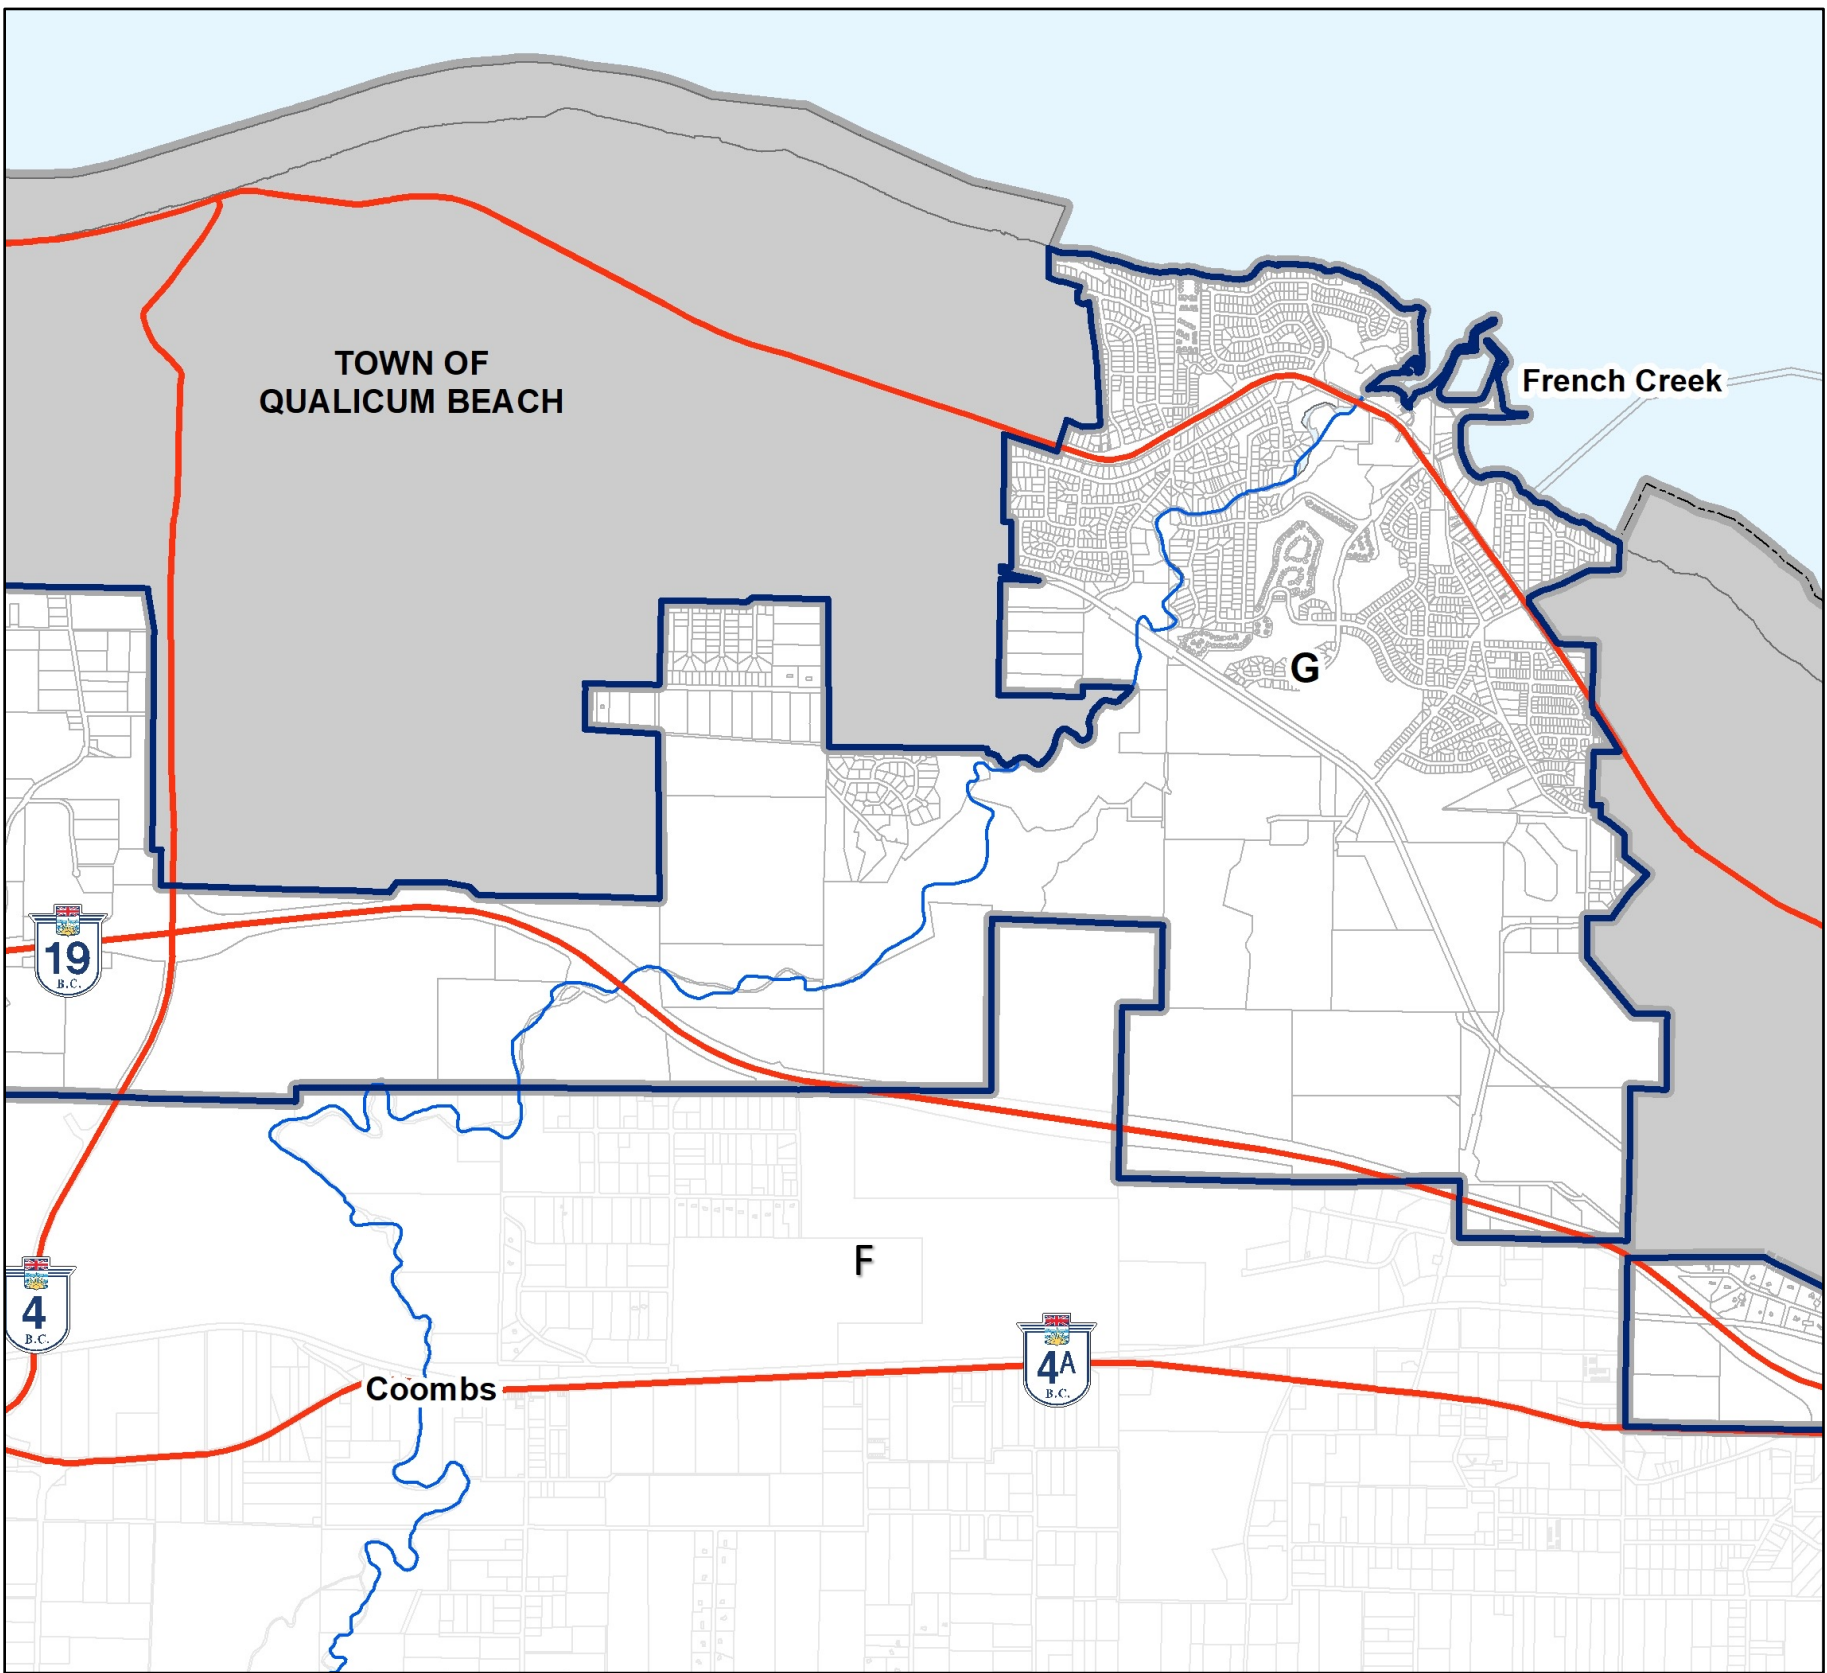 TOWN OF
QUALICUM BEACH
French Creek
G
19
B.C.
F
4
B.C.
4A
B.C.
Coombs